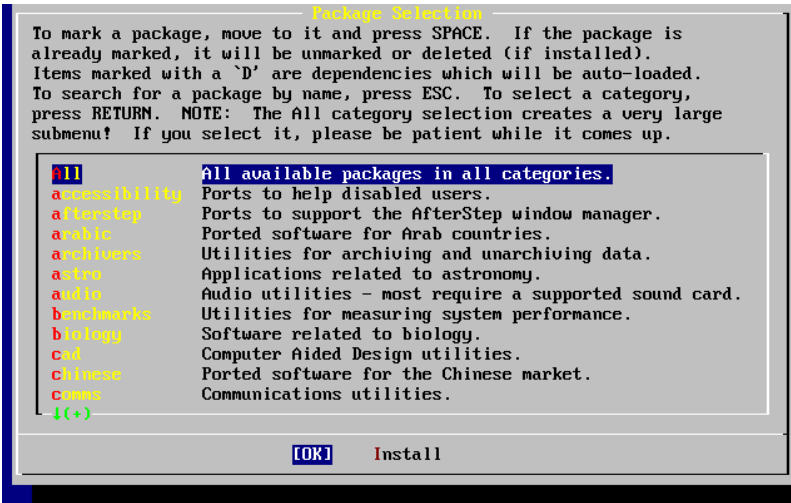 Package Selection
To mark a package, move to it and press SPACE.  If the package is
already marked, it will be unmarked or deleted (if installed).
Items marked with a `D' are dependencies which will be auto-loaded.
To search for a package by name, press ESC.  To select a category,
press RETURN.  NOTE:  The All category selection creates a very large
submenu!  If you select it, please be patient while it comes up.
All All available packages in all categories.
accessibility Ports to help disabled users.
afterstep Ports to support the AfterStep window manager.
arabic Ported software for Arab countries.
archivers Utilities for archiving and unarchiving data.
astro Applications related to astronomy.
audio Audio utilities - most require a supported sound card.
benchmarks Utilities for measuring system performance.
biology Software related to biology.
cad Computer Aided Design utilities.
chinese Ported software for the Chinese market.
comms Communications utilities.
↓(+)
[OK] Install